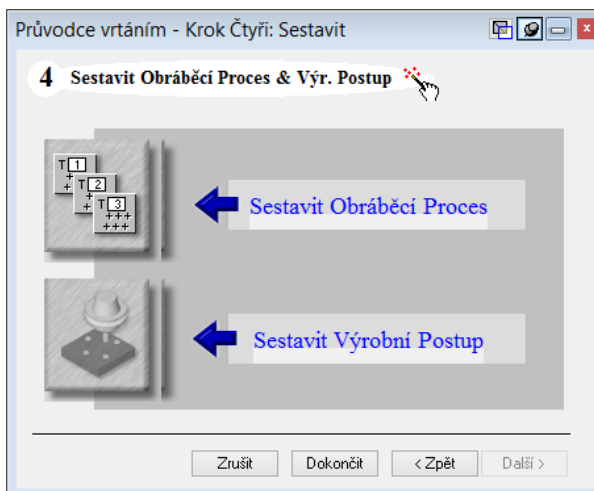 Průvodce vrtáním - Krok Čtyři: Sestavit
4 Sestavit Obráběcí Proces & Výr. Postup
T 1
+
+ T 2
+
+ T 3
+++
+++
Sestavit Obráběcí Proces
Sestavit Výrobní Postup
Zrušit Dokončit < Zpět Další >